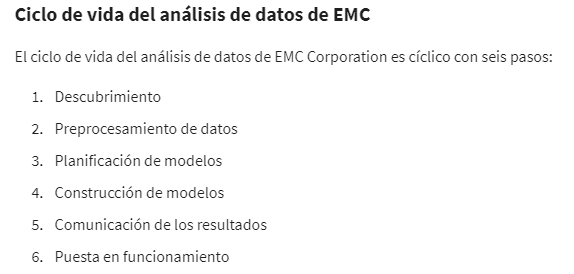 Ciclo de vida del análisis de datos de EMC
El ciclo de vida del análisis de datos de EMC Corporation es cíclico con seis pasos:
1. Descubrimiento
2. Preprocesamiento de datos
3. Planificación de modelos
4. Construcción de modelos
5. Comunicación de los resultados
6. Puesta en funcionamiento